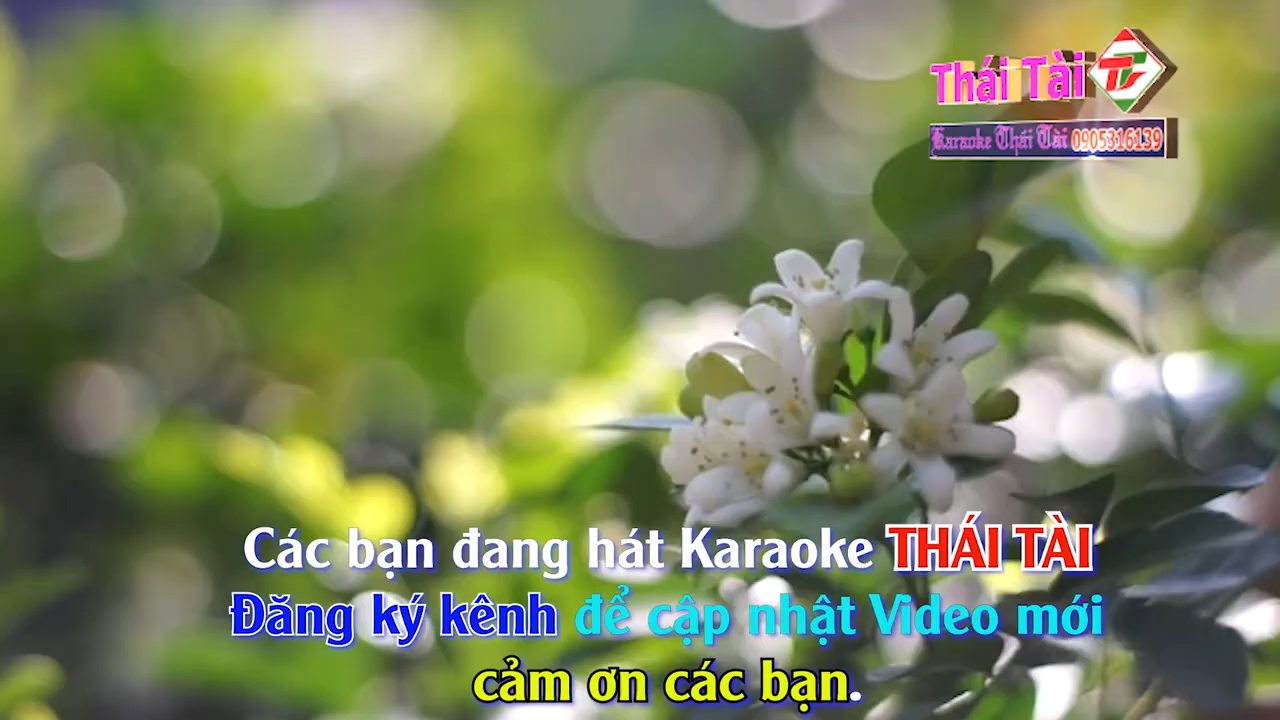 Thái Tài
Karaoke Thái Tài 0905316139
Các bạn đang hát Karaoke THÁI TÀI
Đăng ký kênh để cập nhật Video mới
cảm ơn các bạn.